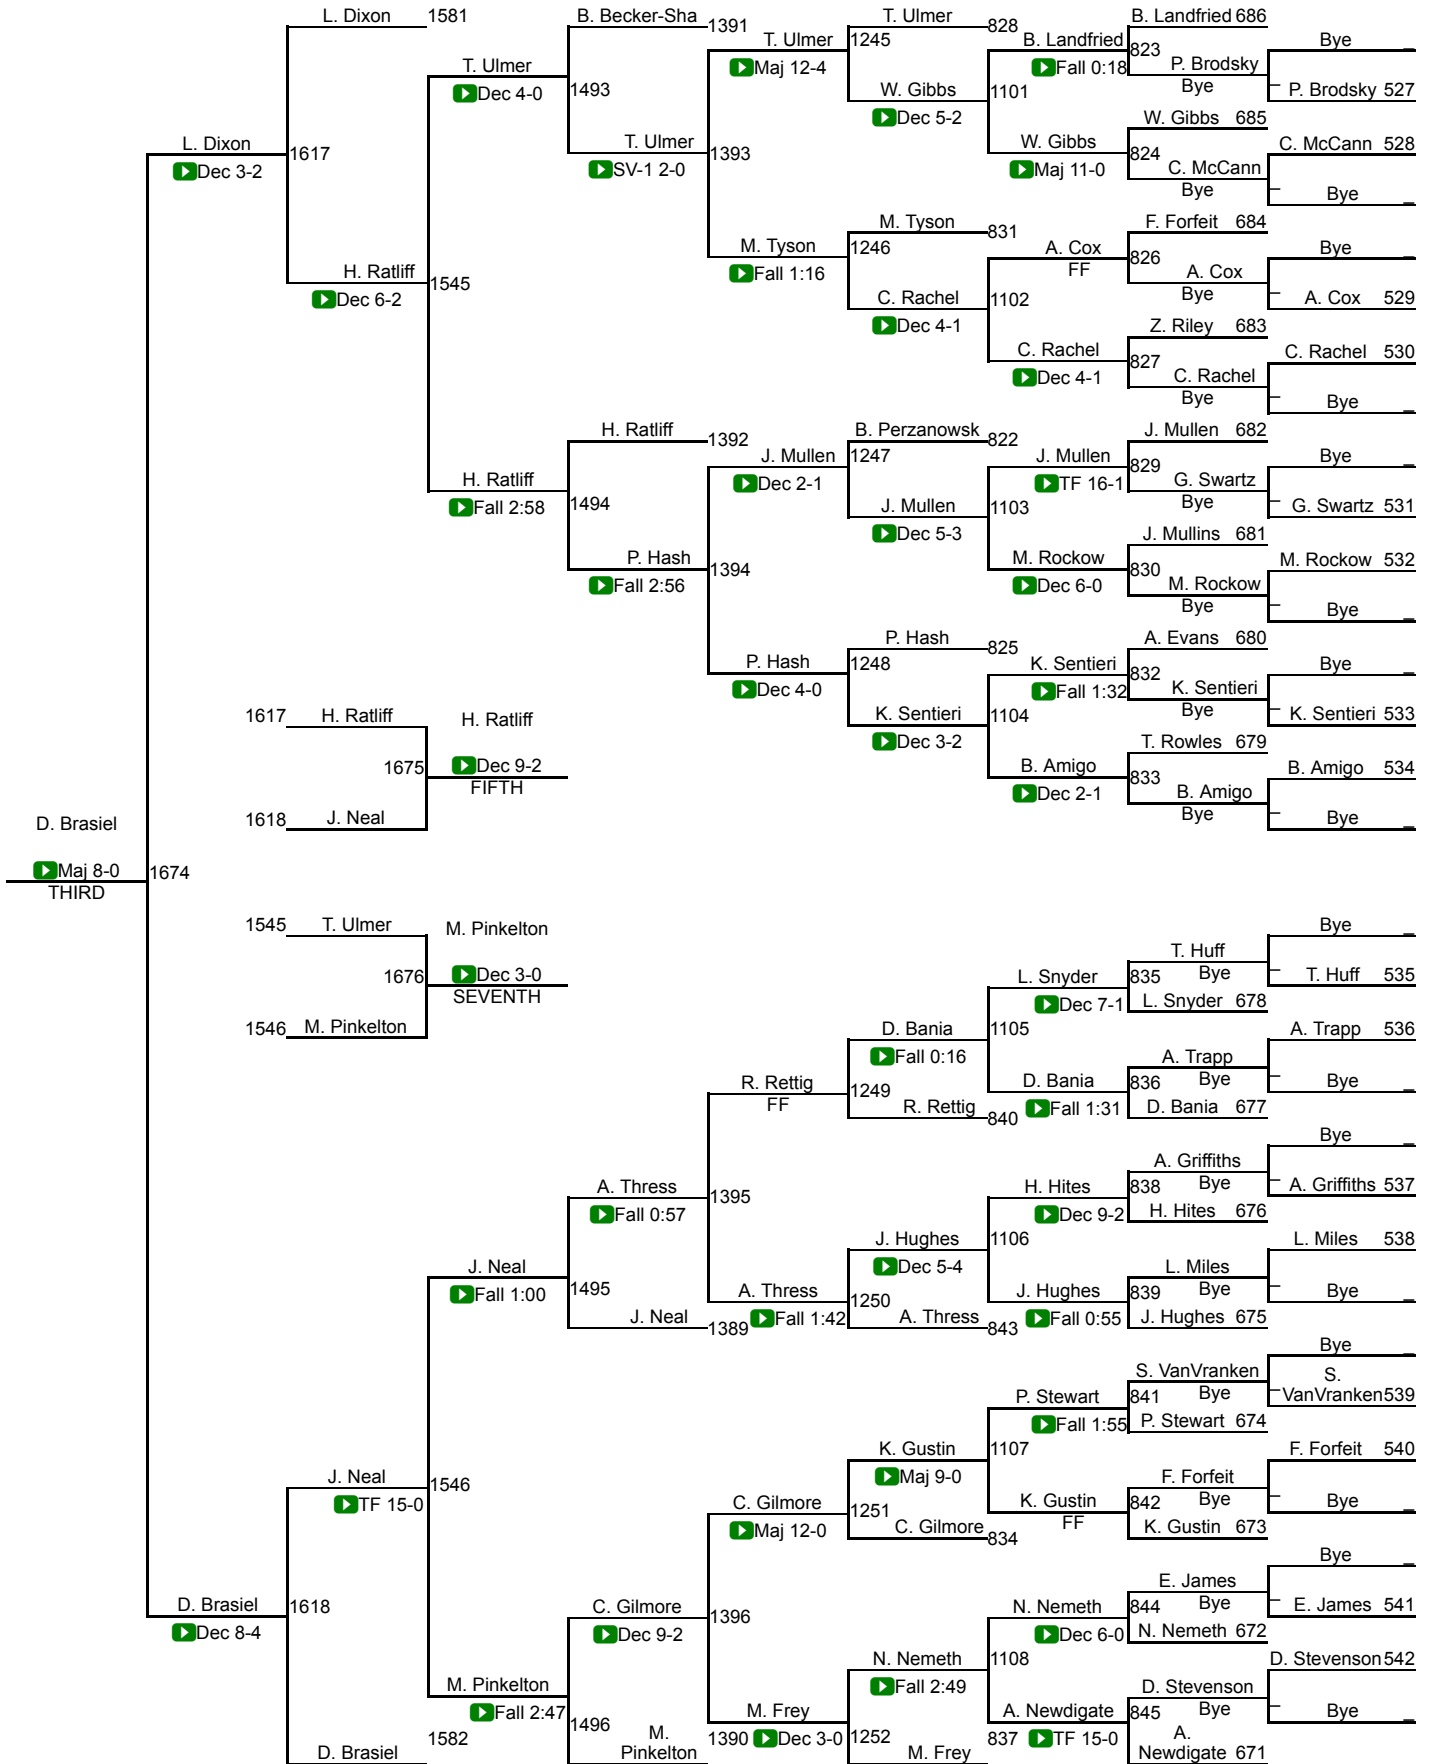 L. Dixon 1581
B. Becker-Sha 1391
T. Ulmer 828
B. Landfried 686
T. Ulmer 1245
B. Landfried 823
Bye _
T. Ulmer
Maj 12-4
Fall 0:18
P. Brodsky
Bye
_ P. Brodsky 527
Dec 4-0
1493
W. Gibbs 1101
Dec 5-2
W. Gibbs 685
L. Dixon 1617
Dec 3-2
T. Ulmer 1393
SV-1 2-0
W. Gibbs 824
Maj 11-0
C. McCann 528
C. McCann
Bye
_ Bye _
M. Tyson 831
F. Forfeit 684
M. Tyson 1246
Fall 1:16
A. Cox 826
FF
Bye _
H. Ratliff 1545
Dec 6-2
A. Cox
Bye
_ A. Cox 529
C. Rachel 1102
Dec 4-1
Z. Riley 683
C. Rachel 827
Dec 4-1
C. Rachel 530
C. Rachel
Bye
_ Bye _
H. Ratliff 1392
B. Perzanowsk 822
J. Mullen 682
J. Mullen 1247
Dec 2-1
J. Mullen 829
TF 16-1
Bye _
H. Ratliff 1494
Fall 2:58
G. Swartz
Bye
_ G. Swartz 531
J. Mullen 1103
Dec 5-3
J. Mullins 681
P. Hash 1394
Fall 2:56
M. Rockow 830
Dec 6-0
M. Rockow 532
M. Rockow
Bye
_ Bye _
P. Hash 825
A. Evans 680
P. Hash 1248
Dec 4-0
K. Sentieri 832
Fall 1:32
Bye _
K. Sentieri
Bye
_ K. Sentieri 533
1617 H. Ratliff
H. Ratliff
K. Sentieri 1104
Dec 3-2
T. Rowles 679
1675
Dec 9-2
FIFTH
B. Amigo 833
Dec 2-1
B. Amigo 534
B. Amigo
Bye
_ Bye _
1618 J. Neal
D. Brasiel
Maj 8-0 1674
THIRD
1545 T. Ulmer
M. Pinkelton
Bye _
1676
Dec 3-0
SEVENTH
L. Snyder 835
Dec 7-1
T. Huff
Bye
_ T. Huff 535
L. Snyder 678
1546 M. Pinkelton
D. Bania 1105
Fall 0:16
A. Trapp 536
R. Rettig 1249
FF
D. Bania 836
Fall 1:31
A. Trapp
Bye
_ Bye _
R. Rettig 840
D. Bania 677
Bye _
A. Thress 1395
Fall 0:57
H. Hites 838
Dec 9-2
A. Griffiths
Bye
_ A. Griffiths 537
H. Hites 676
J. Hughes 1106
Dec 5-4
L. Miles 538
J. Neal 1495
Fall 1:00
A. Thress 1250
Fall 1:42
J. Hughes 839
Fall 0:55
L. Miles
Bye
_ Bye _
J. Neal 1389
A. Thress 843
J. Hughes 675
Bye _
P. Stewart 841
Fall 1:55
S. VanVranken
Bye
_ S.
VanVranken 539
P. Stewart 674
K. Gustin 1107
Maj 9-0
F. Forfeit 540
J. Neal 1546
TF 15-0
C. Gilmore 1251
Maj 12-0
K. Gustin 842
FF
F. Forfeit
Bye
_ Bye _
C. Gilmore 834
K. Gustin 673
Bye _
D. Brasiel 1618
Dec 8-4
C. Gilmore 1396
Dec 9-2
N. Nemeth 844
Dec 6-0
E. James
Bye
_ E. James 541
N. Nemeth 672
N. Nemeth 1108
Fall 2:49
D. Stevenson 542
M. Pinkelton 1496
Fall 2:47
M. Frey 1252
Dec 3-0
A. Newdigate 845
TF 15-0
D. Stevenson
Bye
_ Bye _
D. Brasiel 1582
M.
Pinkelton 1390
M. Frey 837
A.
Newdigate 671